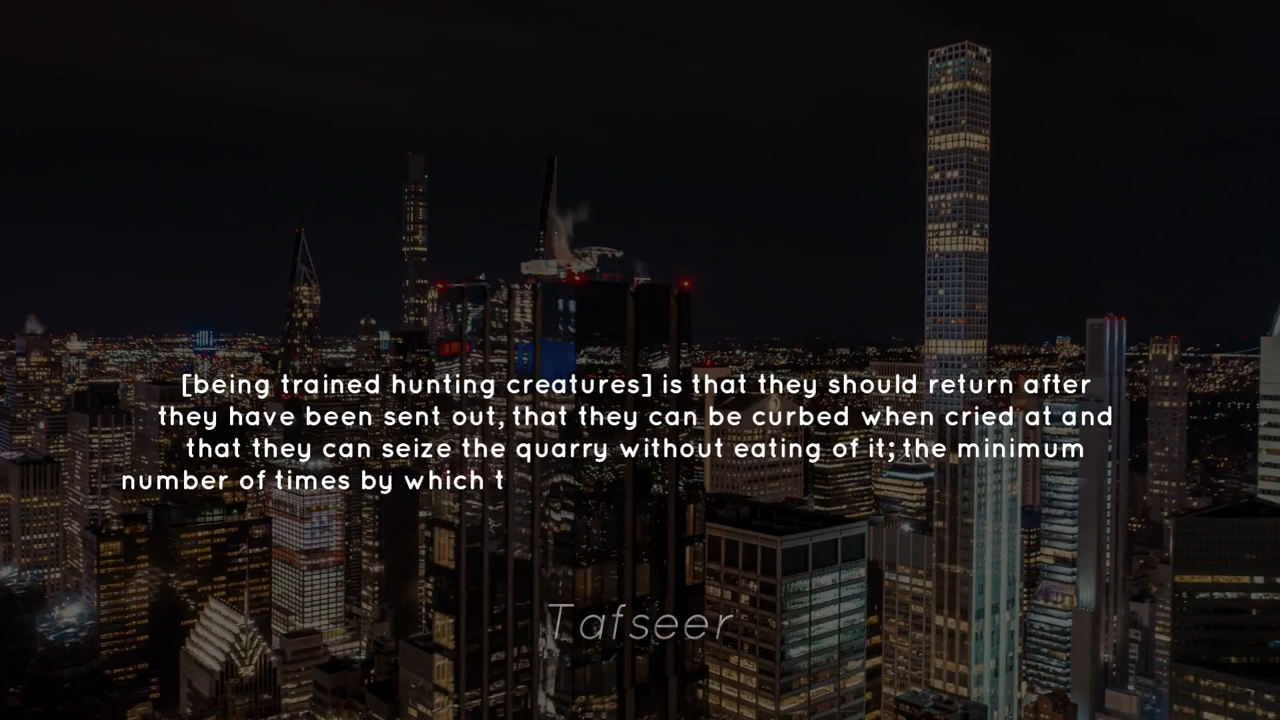 [being trained hunting creatures] is that they should return after
they have been sent out, that they can be curbed when cried at and
that they can seize the quarry without eating of it; the minimum
number of times by which t
Tafseer